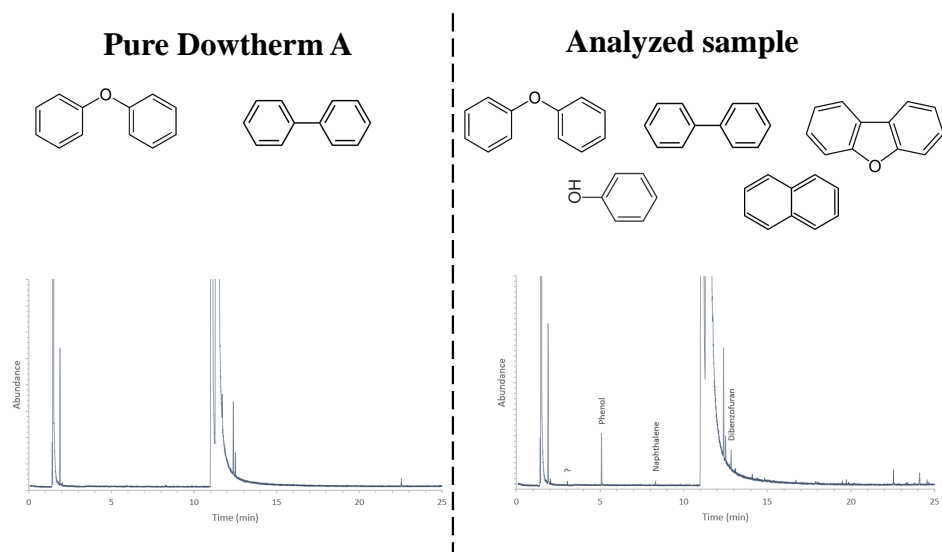 Pure Dowtherm A
O
Abundance
0
5
10
15
20
25
Time (min)
Analyzed sample
O
O
OH
Abundance
?
Phenol
Naphthalene
Dibenzofuran
0
5
10
15
20
25
Time (min)